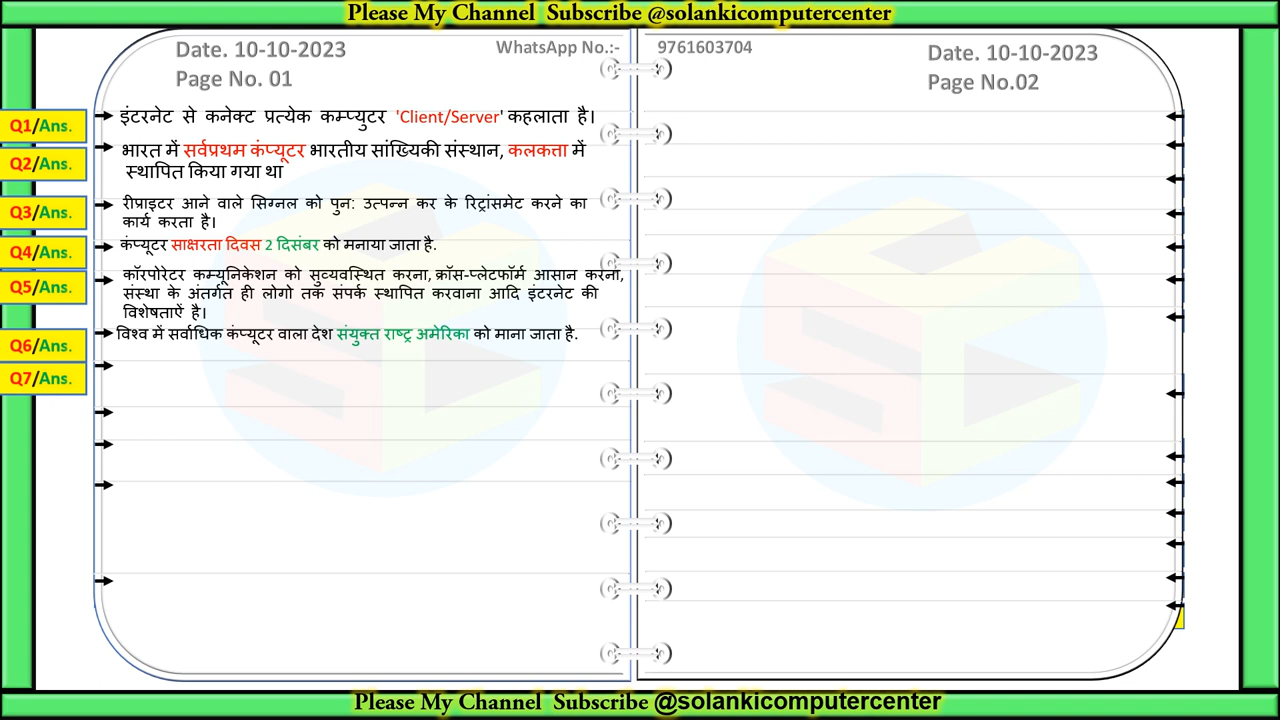 Please My Channel Subscribe @solankicomputercenter
Date. 10-10-2023
Page No. 01
WhatsApp No.:- 9761603704
Date. 10-10-2023
Page No.02
Q1/Ans.
इंटरनेट से कनेक्ट प्रत्येक कम्प्युटर 'Client/Server' कहलाता है।
Q2/Ans.
भारत में सर्वप्रथम कंप्यूटर भारतीय सांख्यिकी संस्थान, कलकत्ता में
स्थापित किया गया था
Q3/Ans.
रीप्राइटर आने वाले सिग्नल को पुन: उत्पन्न कर के रिट्रांसमेट करने का
कार्य करता है।
Q4/Ans.
कंप्यूटर साक्षरता दिवस 2 दिसंबर को मनाया जाता है.
Q5/Ans.
कॉरपोरेटर कम्यूनिकेशन को सुव्यवस्थित करना, क्रॉस-प्लेटफॉर्म आसान करना,
संस्था के अंतर्गत ही लोगो तक संपर्क स्थापित करवाना आदि इंटरनेट की
विशेषताऐं है।
Q6/Ans.
विश्व में सर्वाधिक कंप्यूटर वाला देश संयुक्त राष्ट्र अमेरिका को माना जाता है.
Q7/Ans.
Please My Channel Subscribe @solankicomputercenter